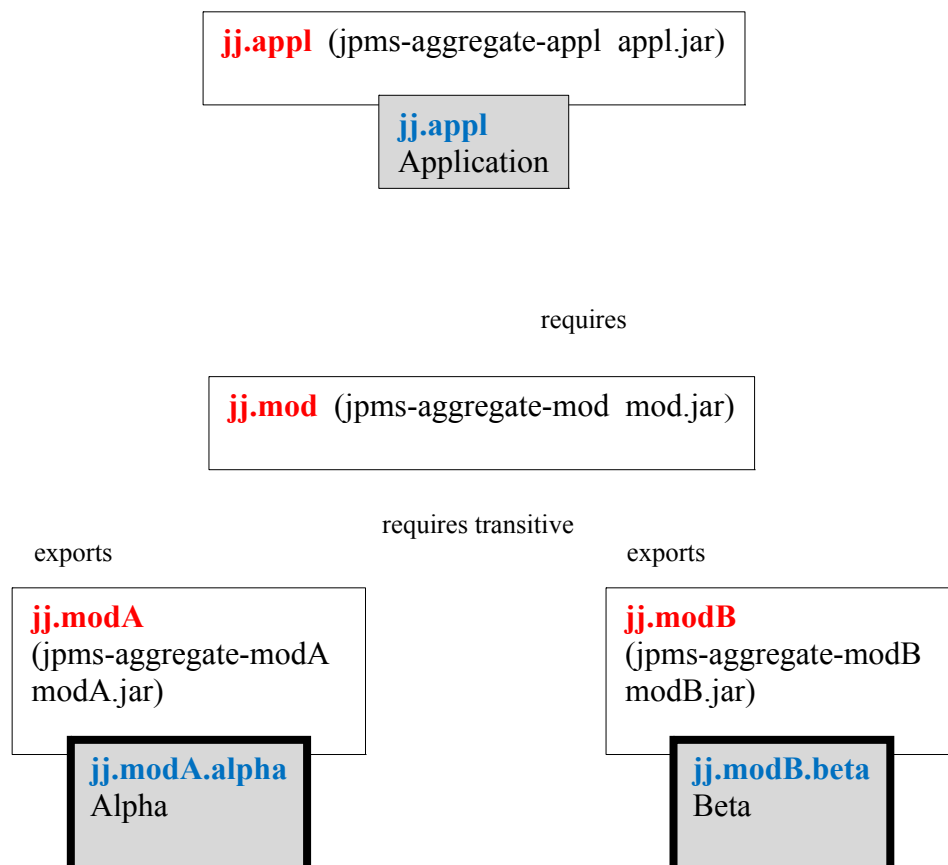 jj.appl (jpms-aggregate-appl appl.jar)
jj.appl
Application
requires
jj.mod (jpms-aggregate-mod mod.jar)
requires transitive
exports
exports
jj.modA
(jpms-aggregate-modA
modA.jar)
jj.modA.alpha
Alpha
jj.modB
(jpms-aggregate-modB
modB.jar)
jj.modB.beta
Beta